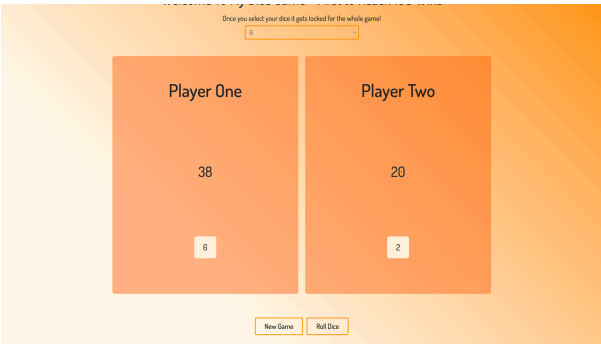 Once you select your dice it gets locked for the whole game!
6
Player One
Player Two
38
20
6
2
New Game
Roll Dice